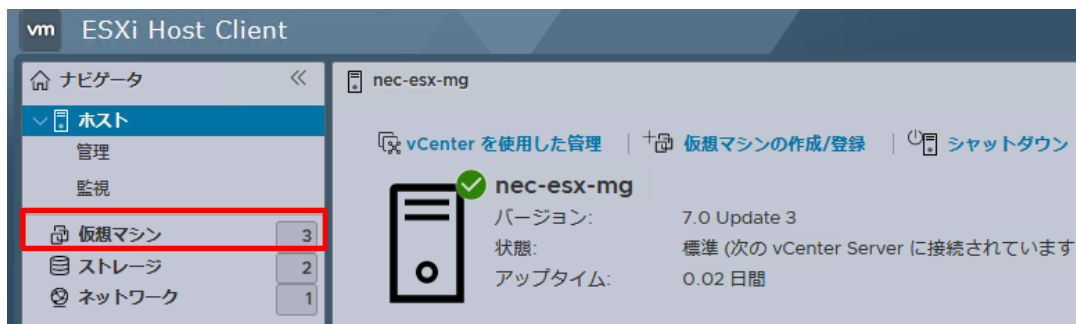 vm ESXi Host Client
ナビゲータ
ホスト
管理
監視
仮想マシン 3
ストレージ 2
ネットワーク 1
nec-esx-mg
vCenter を使用した管理 仮想マシンの作成/登録 シャットダウン
nec-esx-mg
バージョン: 7.0 Update 3
状態: 標準 (次の vCenter Server に接続されています
アップタイム: 0.02 日間